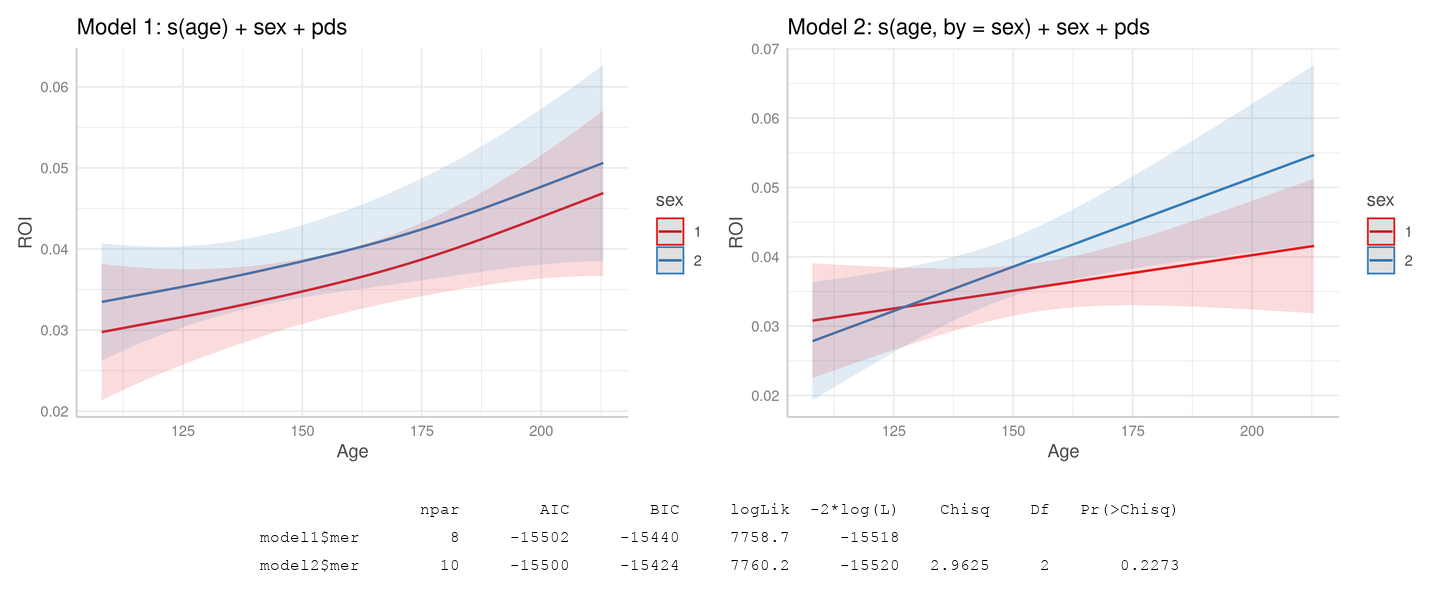 Model 1: s(age) + sex + pds
0.06
0.05
0.04
0.03
0.02
ROI
125 150 175 200
Age
sex
1
2
Model 2: s(age, by = sex) + sex + pds
0.07
0.06
0.05
0.04
0.03
0.02
ROI
125 150 175 200
Age
sex
1
2
npar AIC BIC logLik -2*log(L) Chisq Df Pr(>Chisq)
model1$mer 8 -15502 -15440 7758.7 -15518
model2$mer 10 -15500 -15424 7760.2 -15520 2.9625 2 0.2273